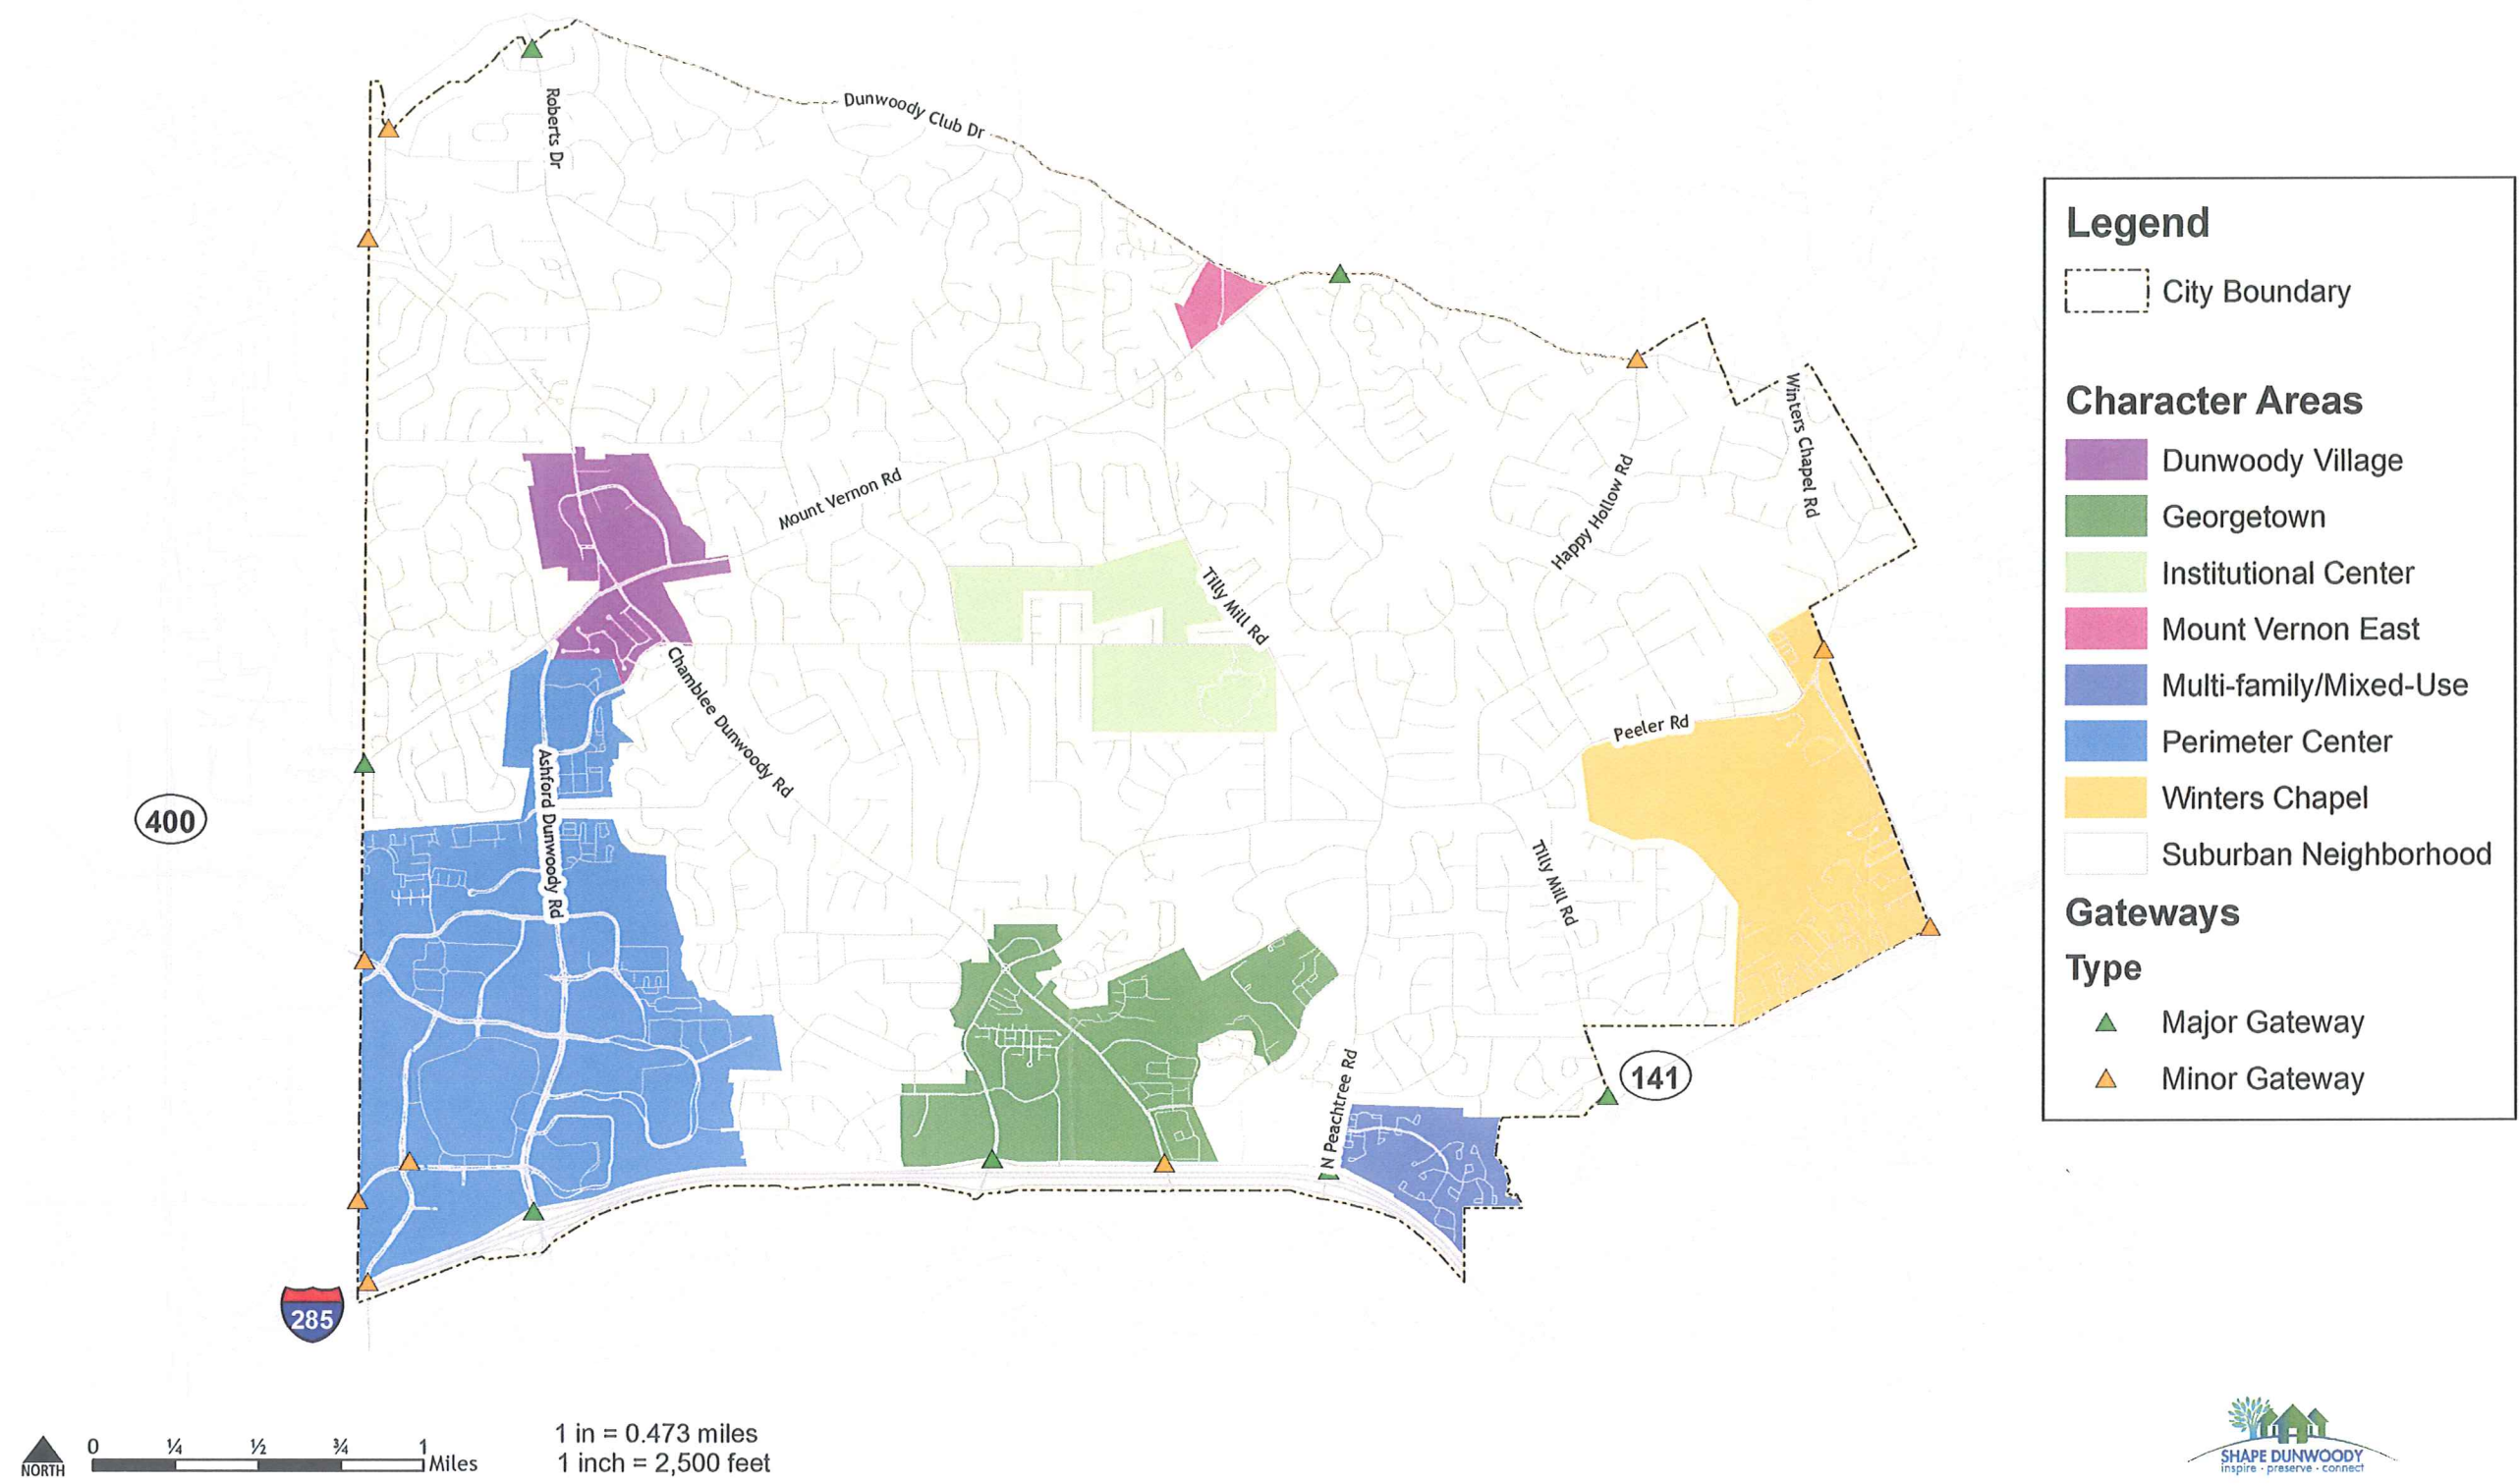 Roberts Dr
Dunwoody Club Dr
Mount Vernon Rd
Happy Hollow Rd
Winters Chapel Rd
Tilly Mill Rd
Chamblee Dunwoody Rd
Peeler Rd
Ashford Dunwoody Rd
Tilly Mill Rd
N Peachtree Rd
400
141
285
Legend
City Boundary
Character Areas
Dunwoody Village
Georgetown
Institutional Center
Mount Vernon East
Multi-family/Mixed-Use
Perimeter Center
Winters Chapel
Suburban Neighborhood
Gateways
Type
Major Gateway
Minor Gateway
NORTH
0 ¼ ½ ¾ 1
Miles
1 in = 0.473 miles
1 inch = 2,500 feet
SHAPE DUNWOODY
inspire - preserve - connect